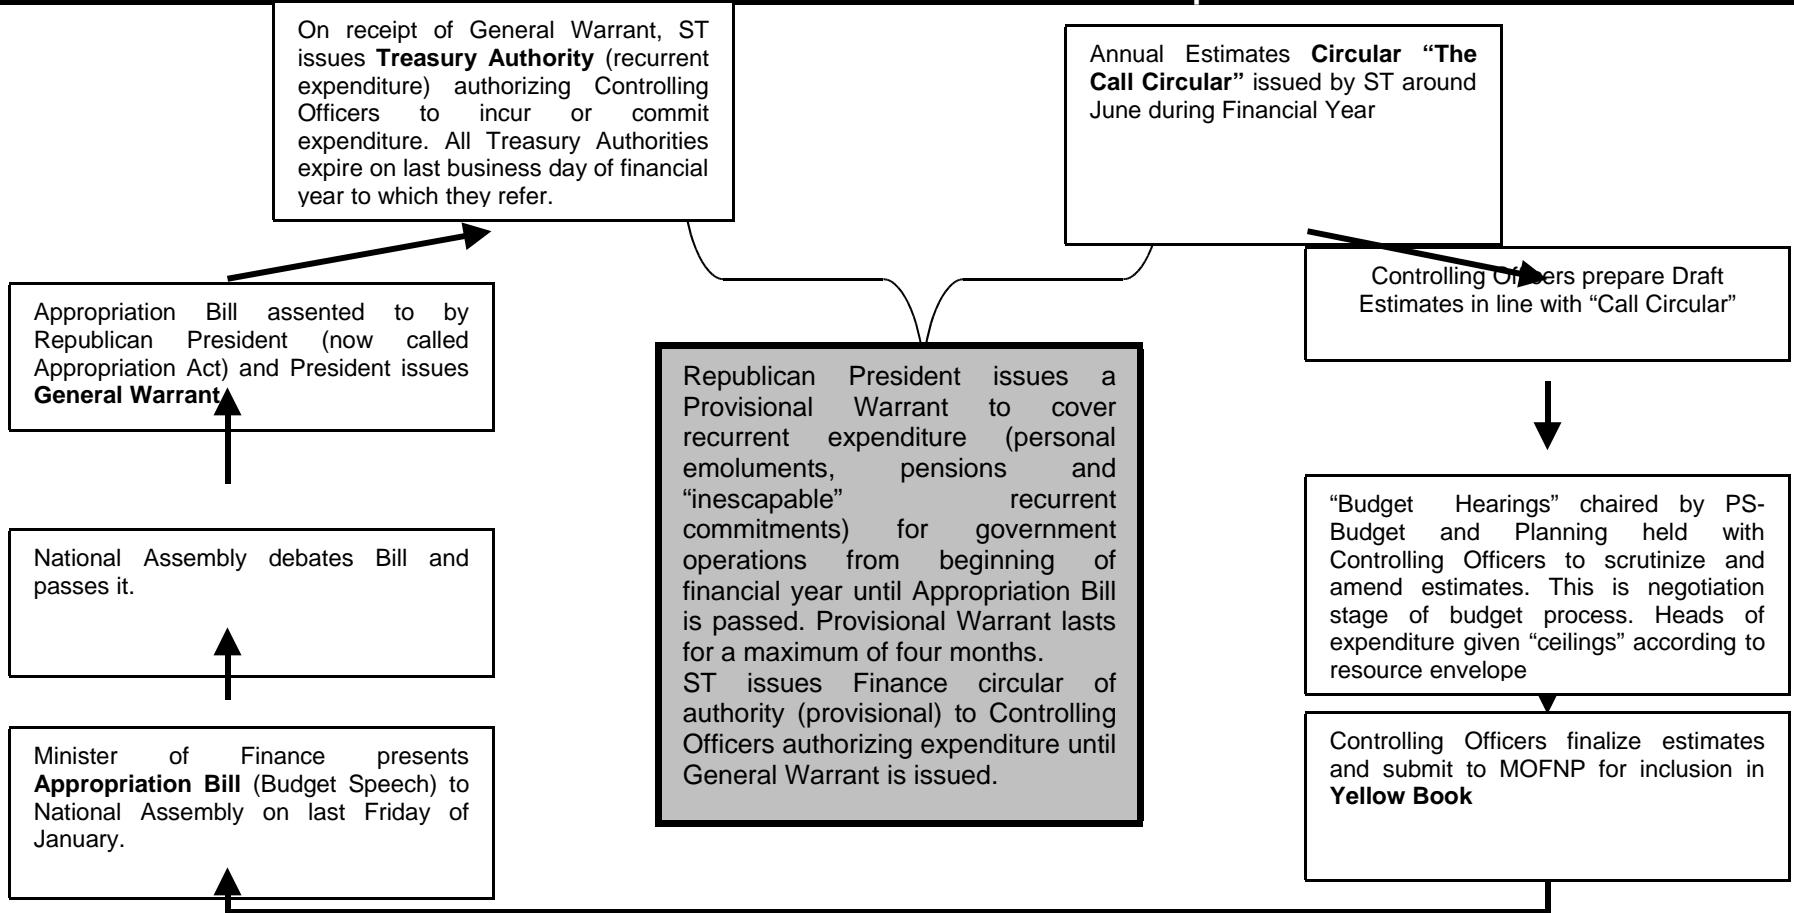 On receipt of General Warrant, ST
issues Treasury Authority (recurrent
expenditure) authorizing Controlling
Officers to incur or commit
expenditure. All Treasury Authorities
expire on last business day of financial
year to which they refer.
Annual Estimates Circular “The
Call Circular” issued by ST around
June during Financial Year
Controlling Officers prepare Draft
Estimates in line with “Call Circular”
Appropriation Bill assented to by
Republican President (now called
Appropriation Act) and President issues
General Warrant
Republican President issues a
Provisional Warrant to cover
recurrent expenditure (personal
emoluments, pensions and
“inescapable” recurrent
commitments) for government
operations from beginning of
financial year until Appropriation Bill
is passed. Provisional Warrant lasts
for a maximum of four months.
ST issues Finance circular of
authority (provisional) to Controlling
Officers authorizing expenditure until
General Warrant is issued.
“Budget Hearings” chaired by PS-
Budget and Planning held with
Controlling Officers to scrutinize and
amend estimates. This is negotiation
stage of budget process. Heads of
expenditure given “ceilings” according to
resource envelope
National Assembly debates Bill and
passes it.
Minister of Finance presents
Appropriation Bill (Budget Speech) to
National Assembly on last Friday of
January.
Controlling Officers finalize estimates
and submit to MOFNP for inclusion in
Yellow Book